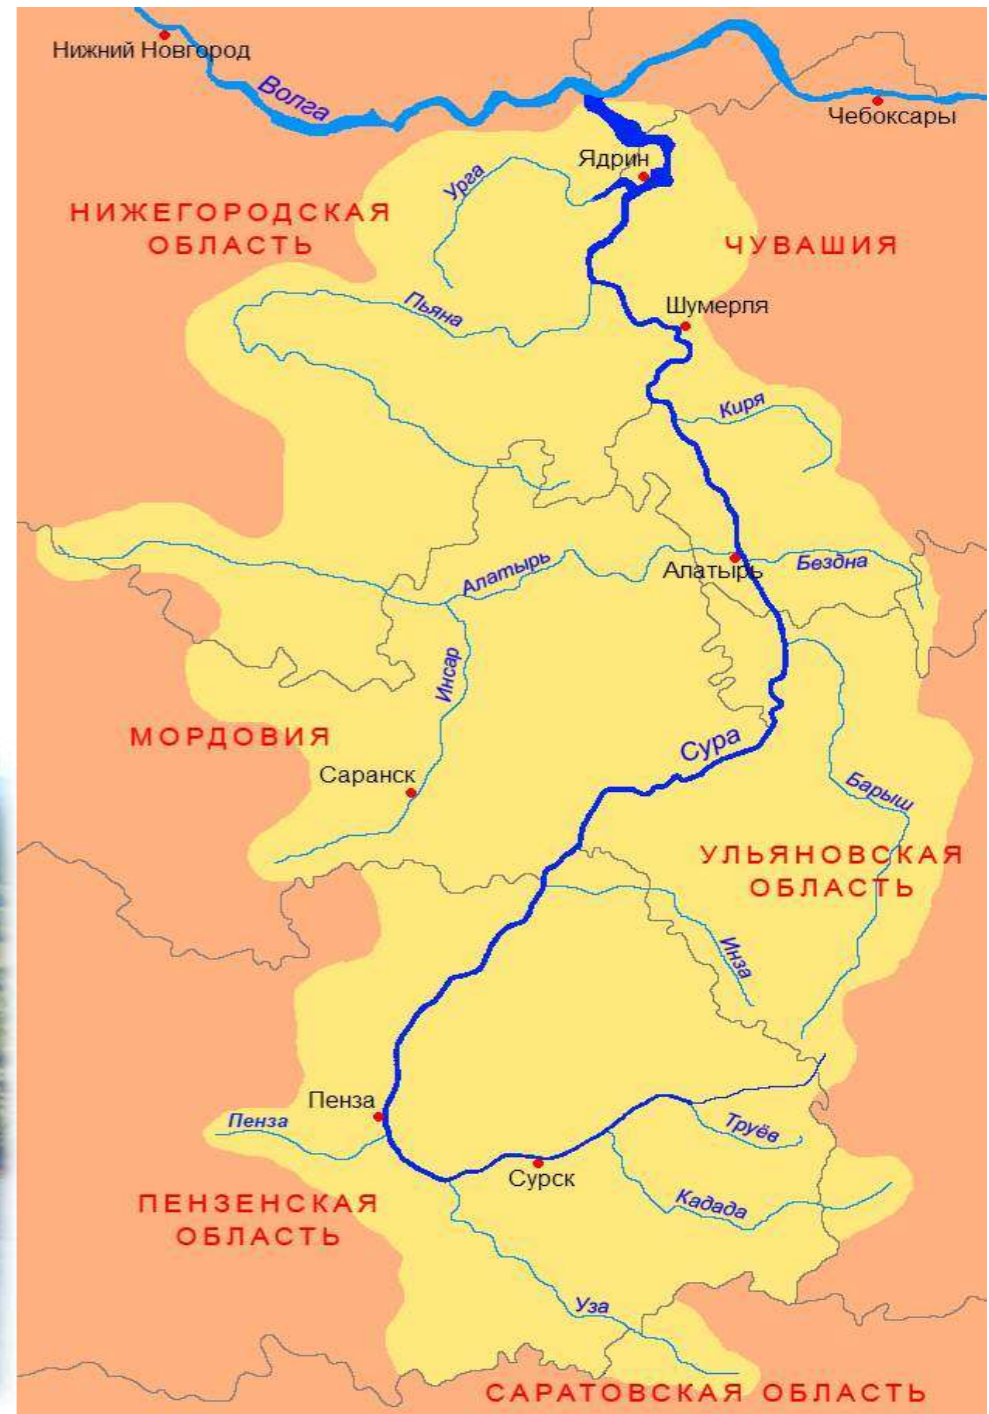 Нижний Новгород
Волга
Чебоксары
Ядрин
Урга
НИЖЕГОРОДСКАЯ
ОБЛАСТЬ
ЧУВАШИЯ
Пьяна
Шумерля
Киря
Алатырь
Алатырь
Бездна
Инсар
МОРДОВИЯ
Сура
Саранск
Барыш
УЛЬЯНОВСКАЯ
ОБЛАСТЬ
Инза
Пенза
Пенза
Труёв
Сурск
ПЕНЗЕНСКАЯ
ОБЛАСТЬ
Кадада
Уза
САРАТОВСКАЯ ОБЛАСТЬ